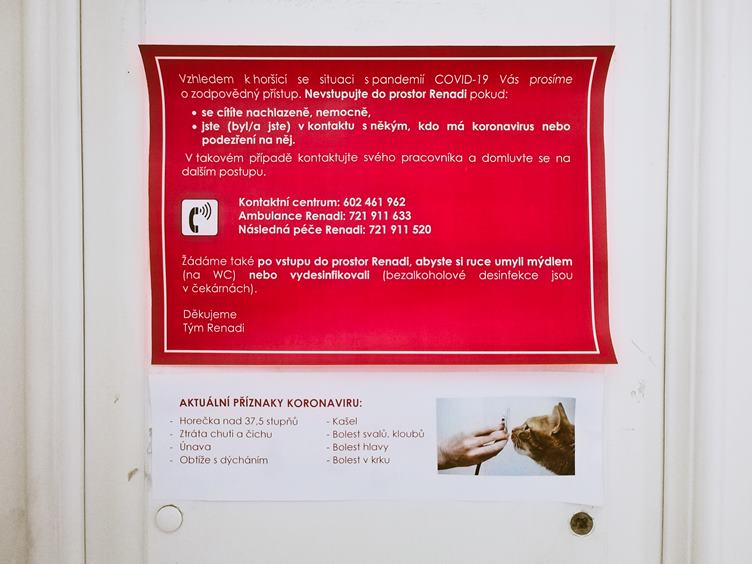 Vzhledem k horšící se situaci s pandemií COVID-19 Vás prosíme
o zodpovědný přístup. Nevstupujte do prostor Renadi pokud:
• se cítíte nachlazeně, nemocně,
• jste (byl/a jste) v kontaktu s někým, kdo má koronavirus nebo
podezření na něj.
V takovém případě kontaktujte svého pracovníka a domluvte se na
dalším postupu.
Kontaktní centrum: 602 461 962
Ambulance Renadi: 721 911 633
Následná péče Renadi: 721 911 520
Žádáme také po vstupu do prostor Renadi, abyste si ruce umyli mýdlem
(na WC) nebo vydesinfikovali (bezalkoholové desinfekce jsou
v čekárnách).
Děkujeme
Tým Renadi
AKTUÁLNÍ PŘÍZNAKY KORONAVIRU:
- Horečka nad 37,5 stupňů
- Ztráta chuti a čichu
- Únava
- Obtíže s dýcháním
- Kašel
- Bolest svalů, kloubů
- Bolest hlavy
- Bolest v krku